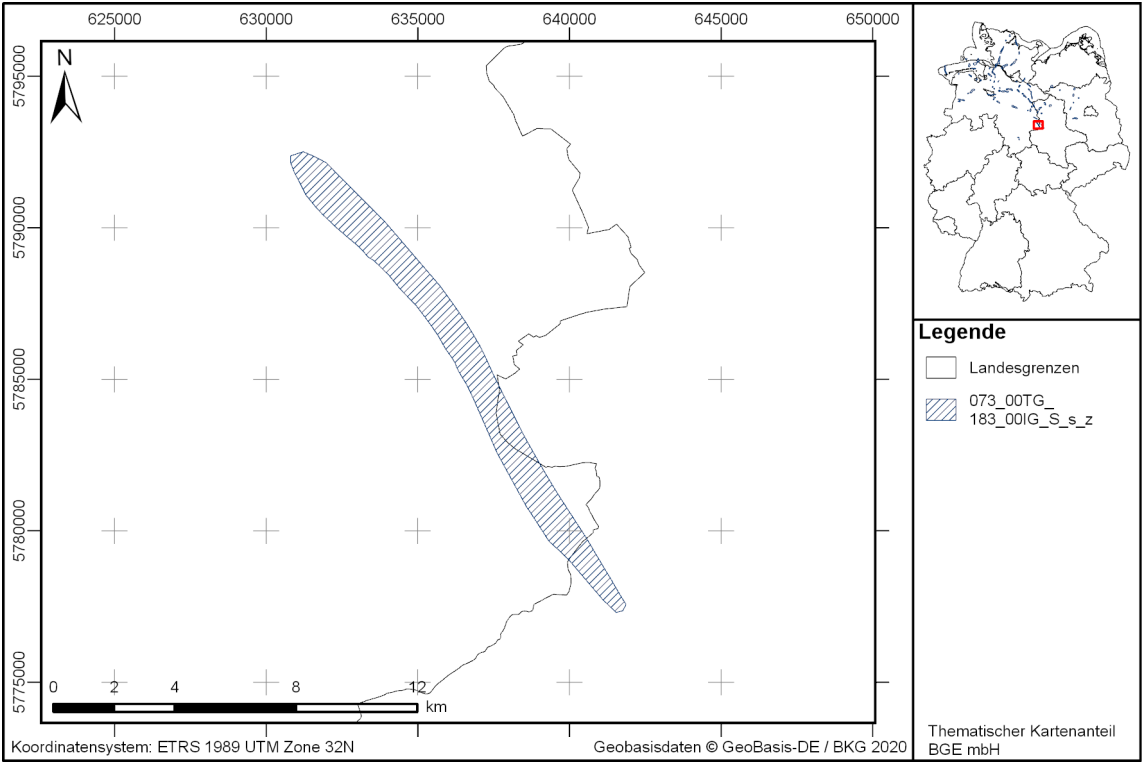 625000 630000 635000 640000 645000 650000
5795000
5790000
5785000
5780000
5775000
N
0 2 4 8 12
km
Koordinatensystem: ETRS 1989 UTM Zone 32N
Geobasisdaten © GeoBasis-DE / BKG 2020
Legende
Landesgrenzen
073_00TG_
183_00IG_S_s_z
Thematischer Kartenanteil
BGE mbH